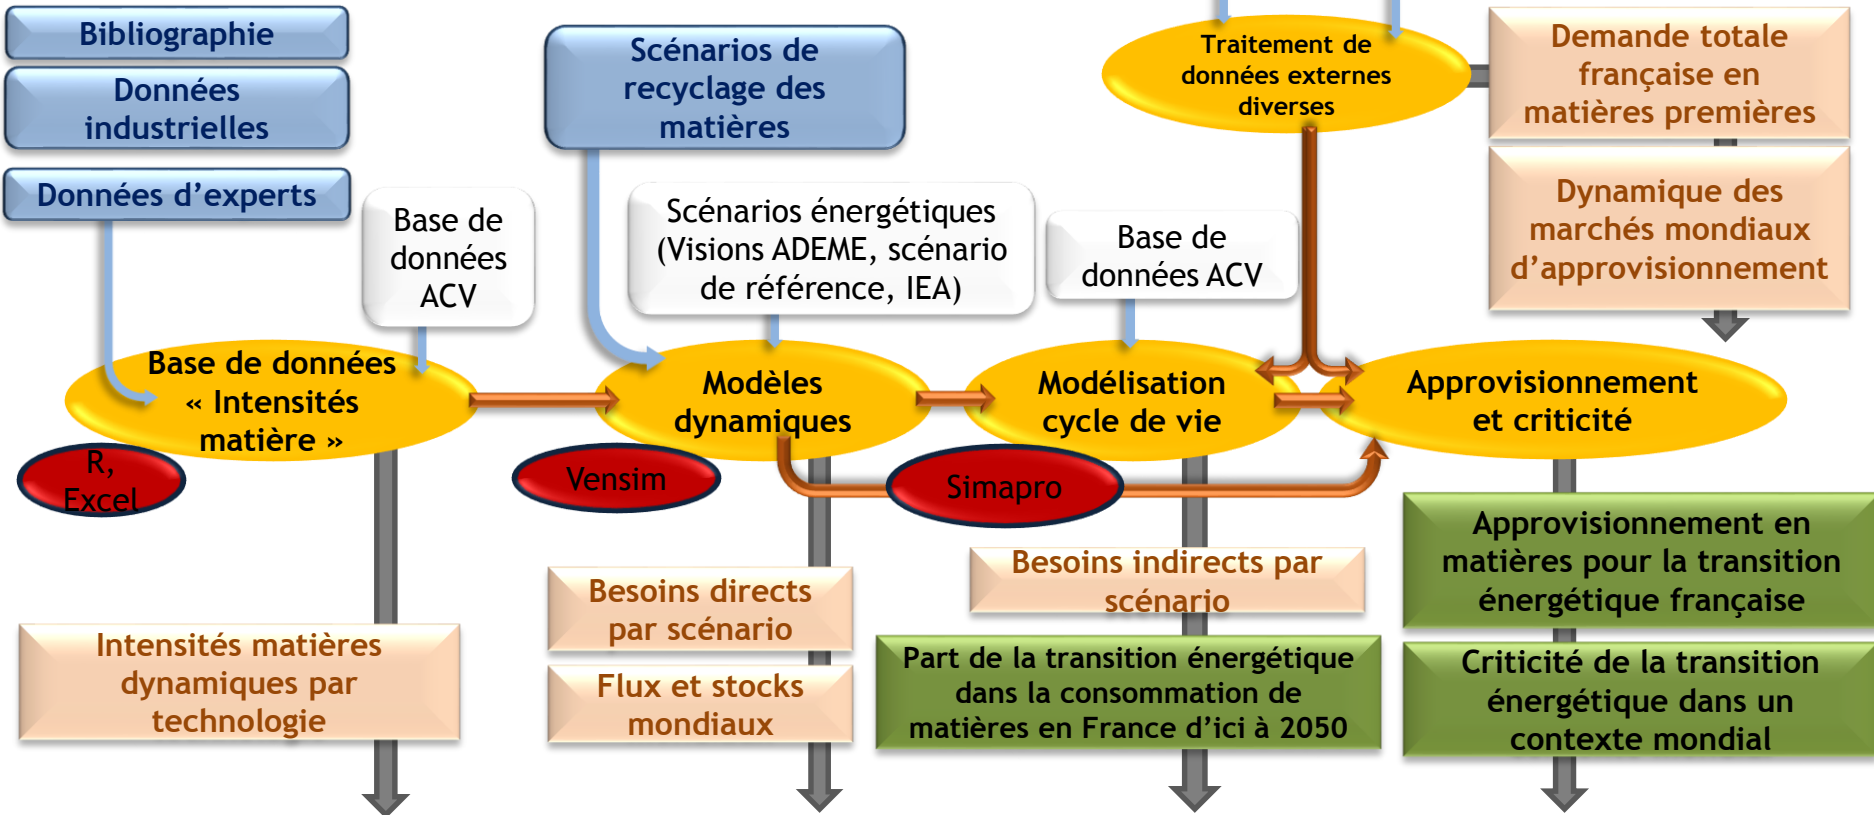 Bibliographie
Données
industrielles
Données d’experts
Base de
données
ACV
Scénarios de
recyclage des
matières
Scénarios énergétiques
(Visions ADEME, scénario
de référence, IEA)
Base de
données ACV
Traitement de
données externes
diverses
Demande totale
française en
matières premières
Dynamique des
marchés mondiaux
d’approvisionnement
Base de données
« Intensités
matière »
Modèles
dynamiques
Modélisation
cycle de vie
Approvisionnement
et criticité
R,
Excel
Vensim
Simapro
Intensités matières
dynamiques par
technologie
Besoins directs
par scénario
Flux et stocks
mondiaux
Besoins indirects par
scénario
Part de la transition énergétique
dans la consommation de
matières en France d’ici à 2050
Approvisionnement en
matières pour la transition
énergétique française
Criticité de la transition
énergétique dans un
contexte mondial